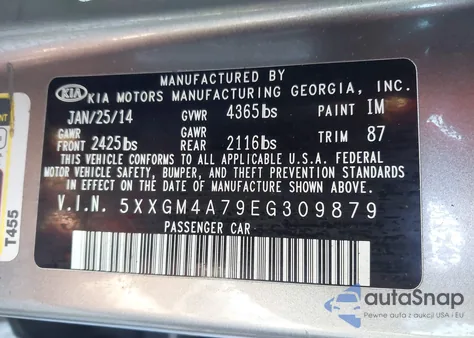 MANUFACTURED BY
KIA KIA MOTORS MANUFACTURING GEORGIA, INC.
JAN/25/14 GVWR 4365lbs PAINT IM
GAWR FRONT 2425lbs GAWR REAR 2116lbs TRIM 87
THIS VEHICLE CONFORMS TO ALL APPLICABLE U.S.A. FEDERAL
MOTOR VEHICLE SAFETY, BUMPER, AND THEFT PREVENTION STANDARDS
IN EFFECT ON THE DATE OF MANUFACTURE SHOWN ABOVE.
V.I.N. 5XXGM4A79EG309879
PASSENGER CAR
T455
autoSnap
Pewne auta z aukcji USA i EU